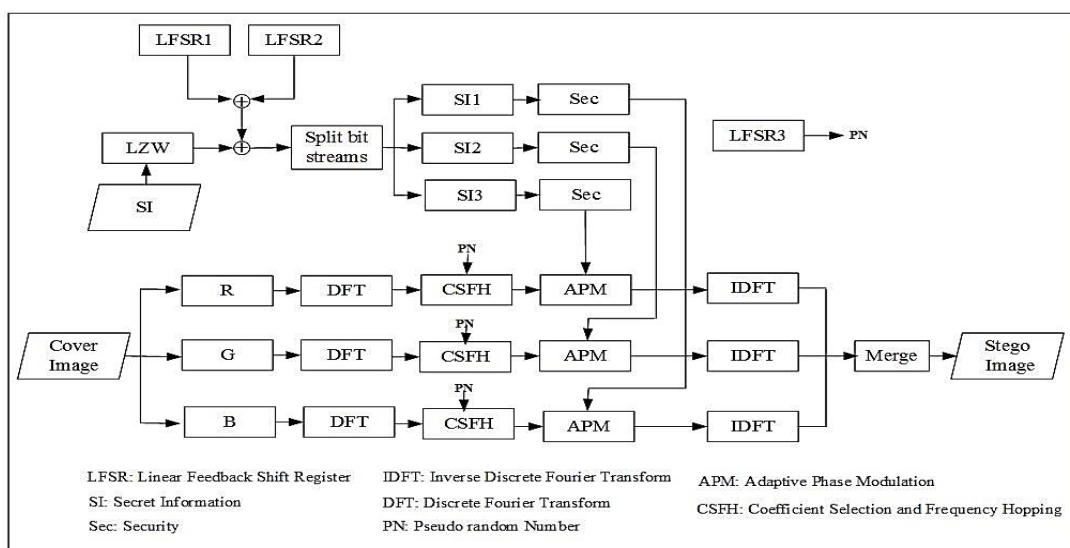 LFSR1
LFSR2
SI1
Sec
LZW
Split bit
streams
SI2
Sec
LFSR3
PN
SI
SI3
Sec
PN
R
DFT
CSFH
APM
IDFT
PN
Cover
Image
G
DFT
CSFH
APM
IDFT
Merge
Stego
Image
PN
B
DFT
CSFH
APM
IDFT
LFSR: Linear Feedback Shift Register
IDFT: Inverse Discrete Fourier Transform
APM: Adaptive Phase Modulation
SI: Secret Information
DFT: Discrete Fourier Transform
CSFH: Coefficient Selection and Frequency Hopping
Sec: Security
PN: Pseudo random Number